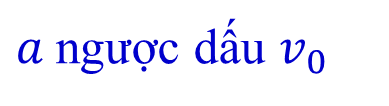 𝑎 ngược dấu 𝑣₀